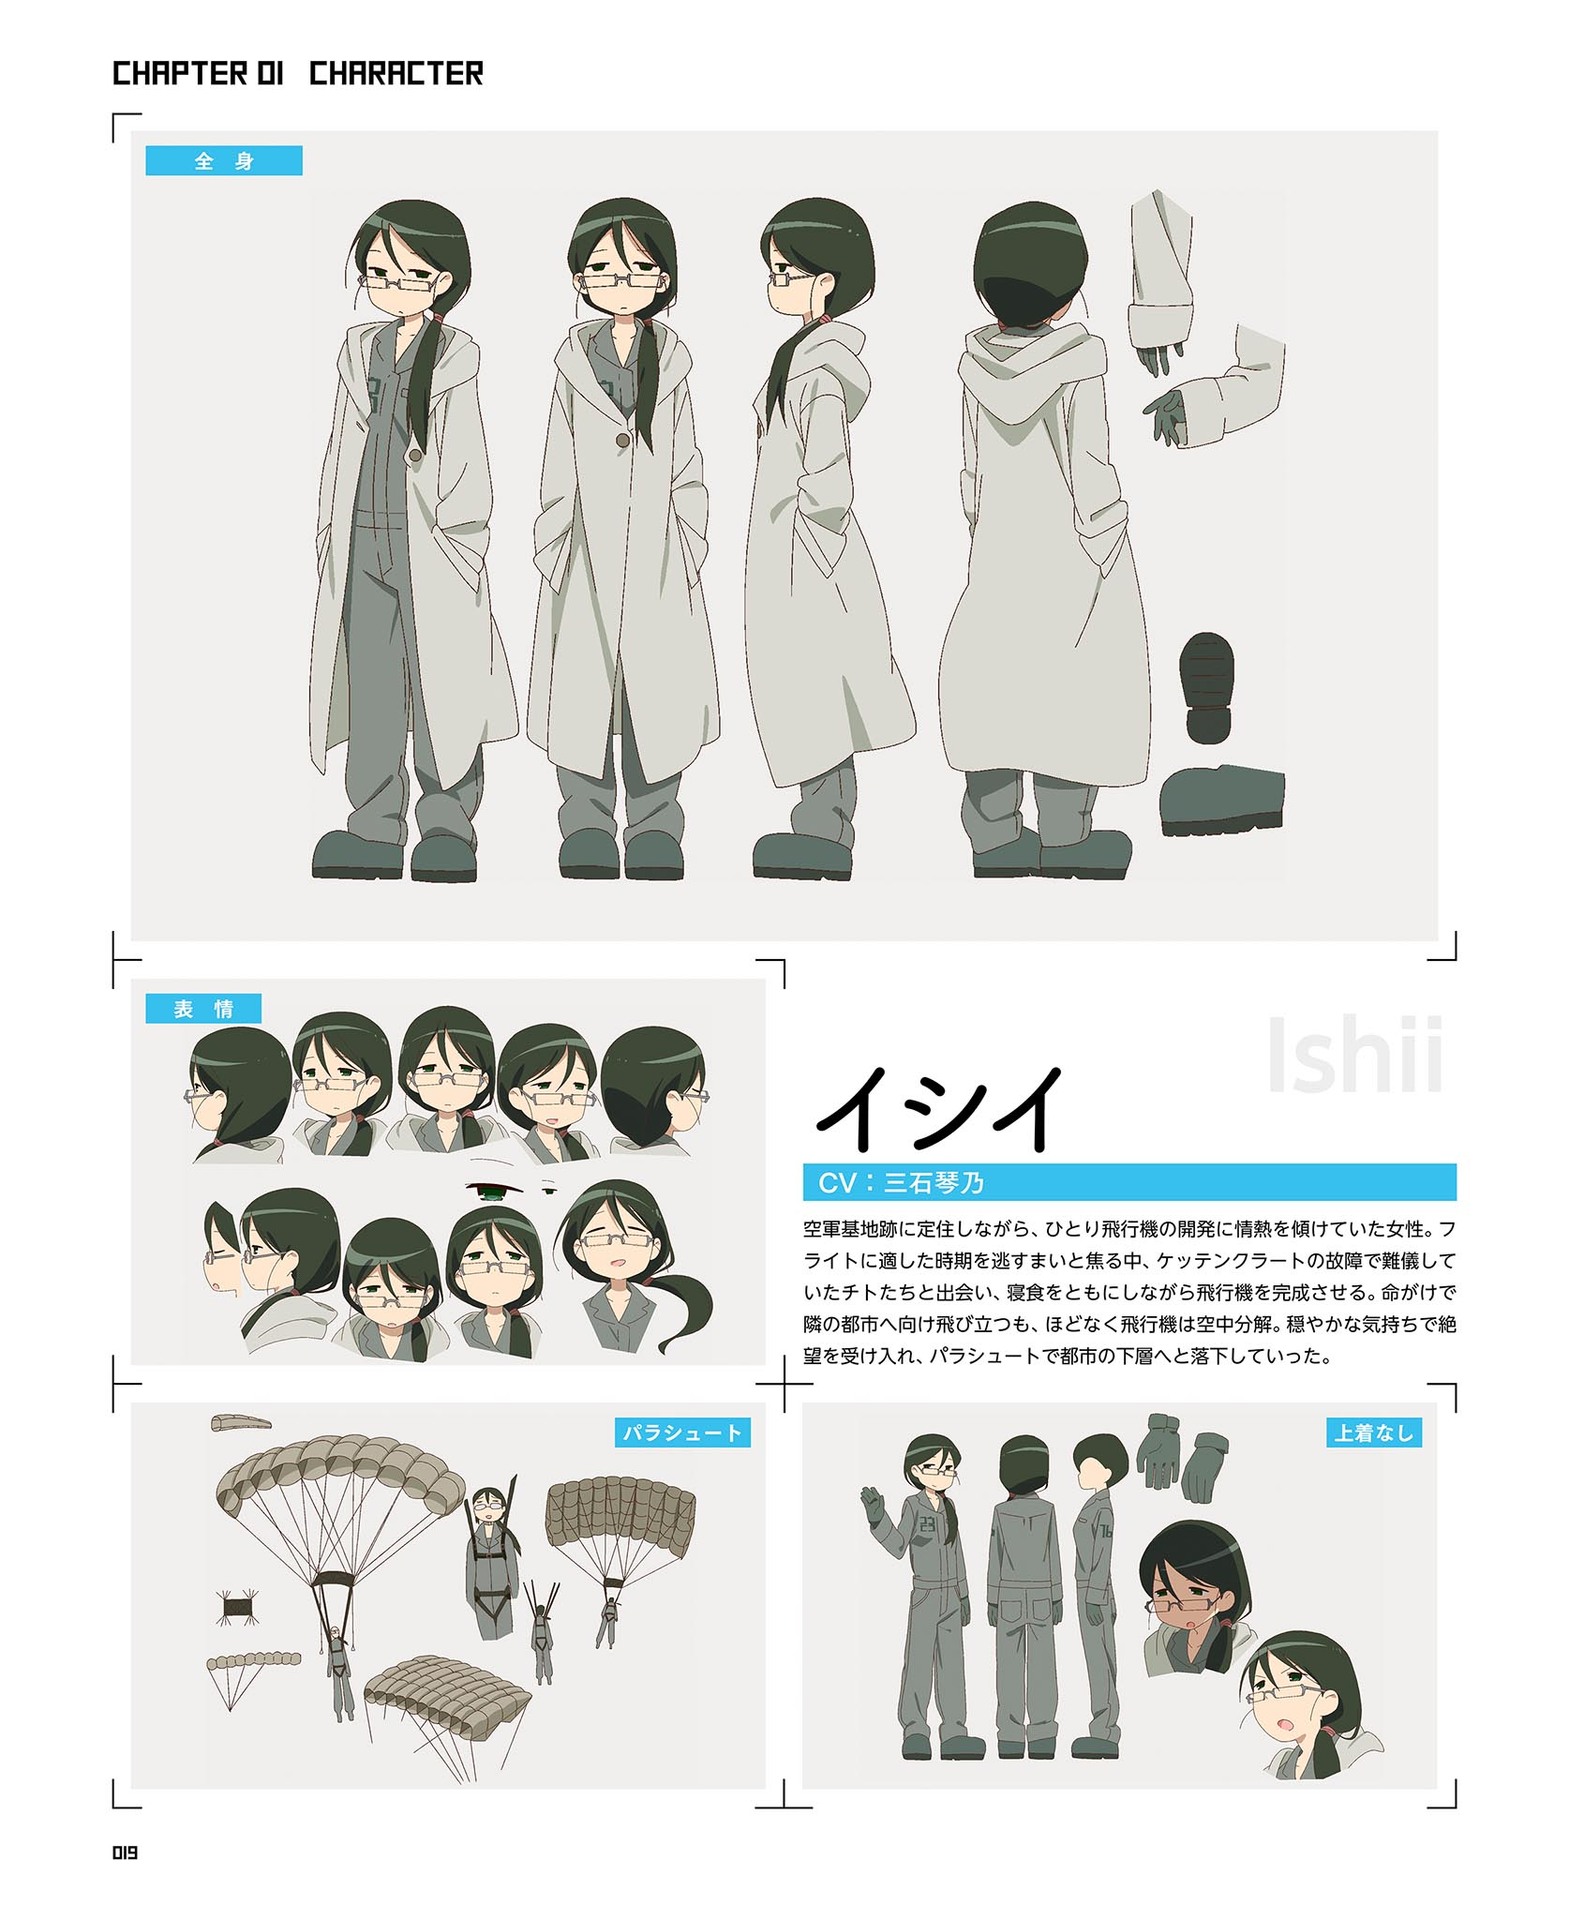 CHAPTER 01 CHARACTER
全 身
表 情
Ishii
イシイ
CV：三石琴乃
空軍基地跡に定住しながら、ひとり飛行機の開発に情熱を傾けていた女性。フ
ライトに適した時期を逃すまいと焦る中、ケッテンクラートの故障で難儀して
いたチトたちと出会い、寝食をともにしながら飛行機を完成させる。命がけで
隣の都市へ向け飛び立つも、ほどなく飛行機は空中分解。穏やかな気持ちで絶
望を受け入れ、パラシュートで都市の下層へと落下していった。
パラシュート
上着なし
23
76
019